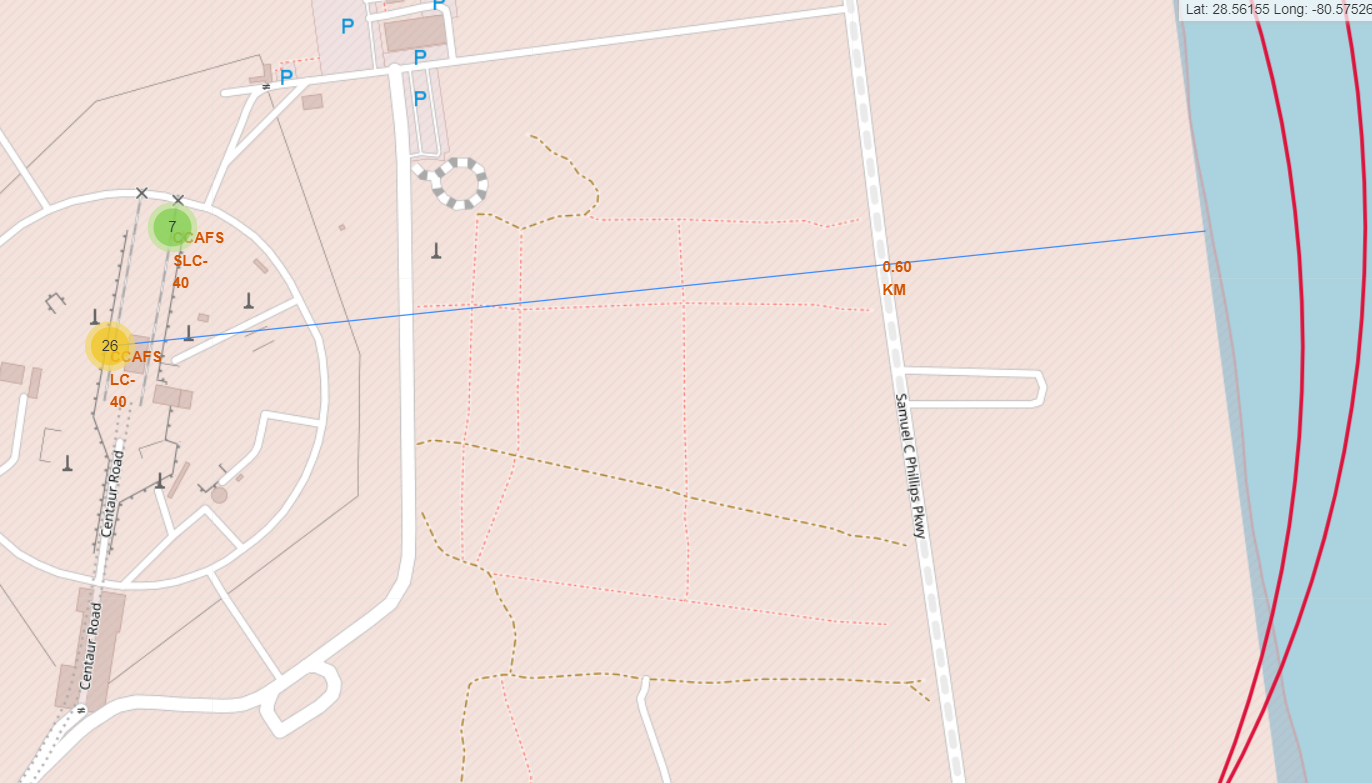 Lat: 28.56155 Long: -80.57526
P
P
P
P
P
7
CCAFS
SLC-
40
0.60
KM
26
CCAFS
LC-
40
Samuel C Phillips Pkwy
Centaur Road
Centaur Road